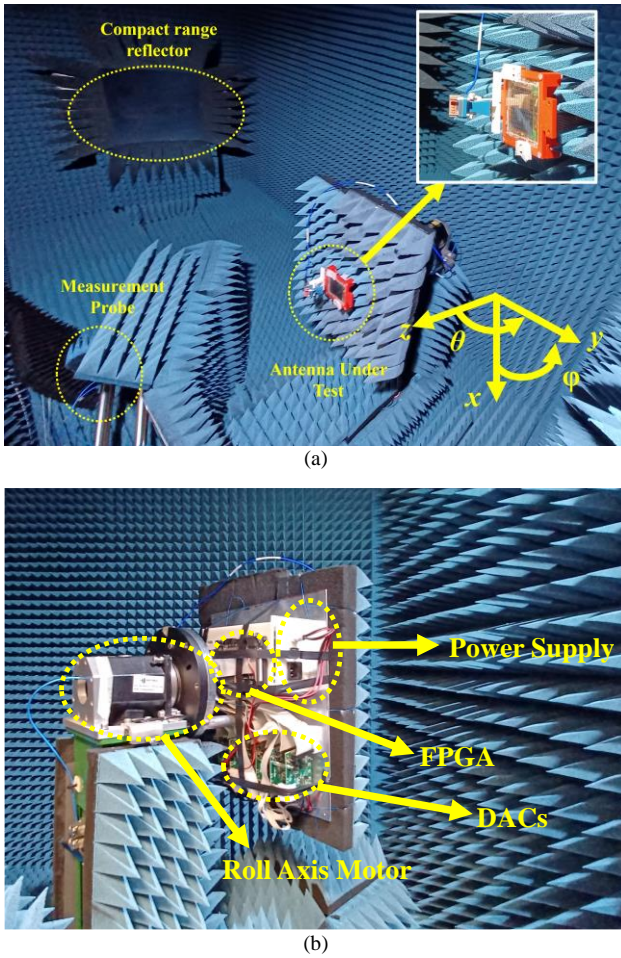 Compact range
reflector
Measurement
Probe
Antenna Under
Test
z
θ
y
x
φ
(a)
Power Supply
FPGA
DACs
Roll Axis Motor
(b)